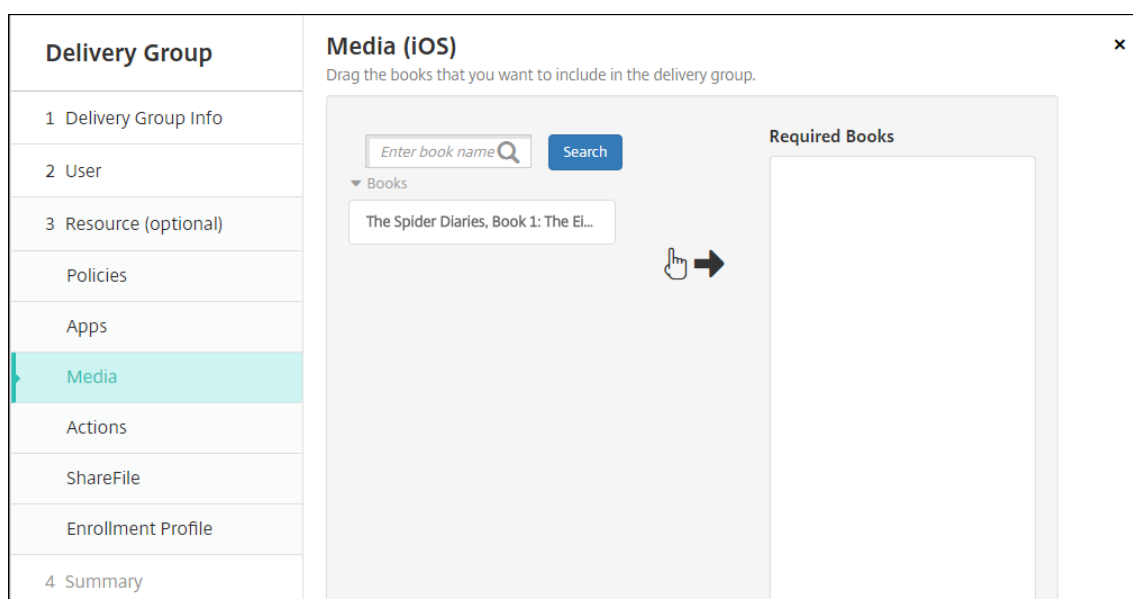 Delivery Group
1 Delivery Group Info
2 User
3 Resource (optional)
Policies
Apps
Media
Actions
ShareFile
Enrollment Profile
4 Summary
Media (iOS)
Drag the books that you want to include in the delivery group.
Enter book name
Search
Books
The Spider Diaries, Book 1: The Ei...
Required Books